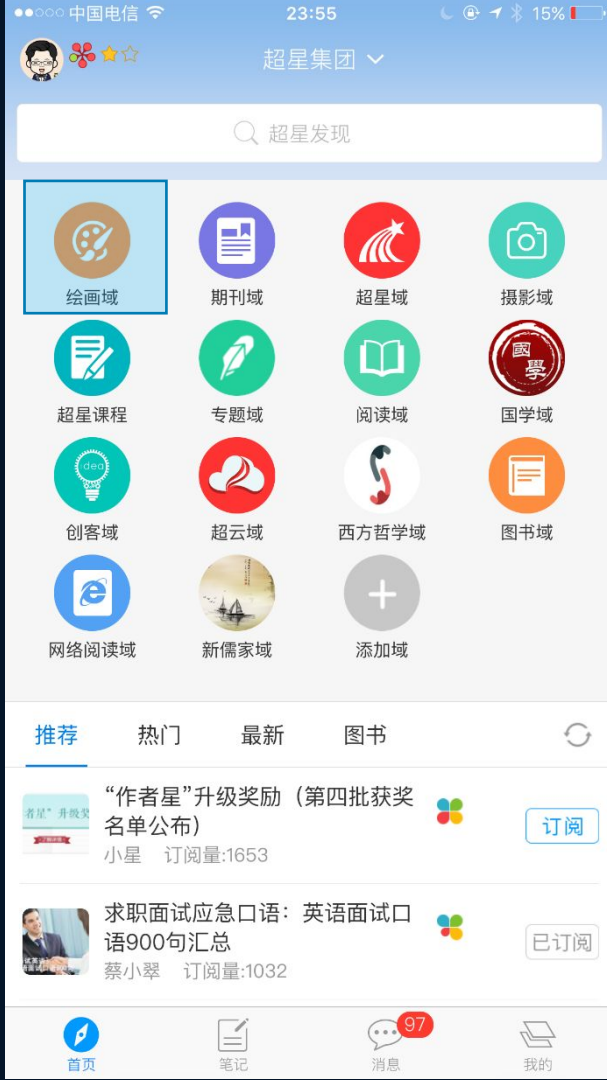 中国电信 23:55 15%
超星集团
超星发现
绘画域 期刊域 超星域 摄影域
國學
超星课程 专题域 阅读域 国学域
idea
创客域 超云域 西方哲学域 图书域
网络阅读域 新儒家域 添加域
推荐 热门 最新 图书
“作者星”升级奖励（第四批获奖
名单公布）
订阅
小星 订阅量:1653
者星”升级奖
求职面试应急口语：英语面试口
语900句汇总
已订阅
蔡小翠 订阅量:1032
97
首页 笔记 消息 我的